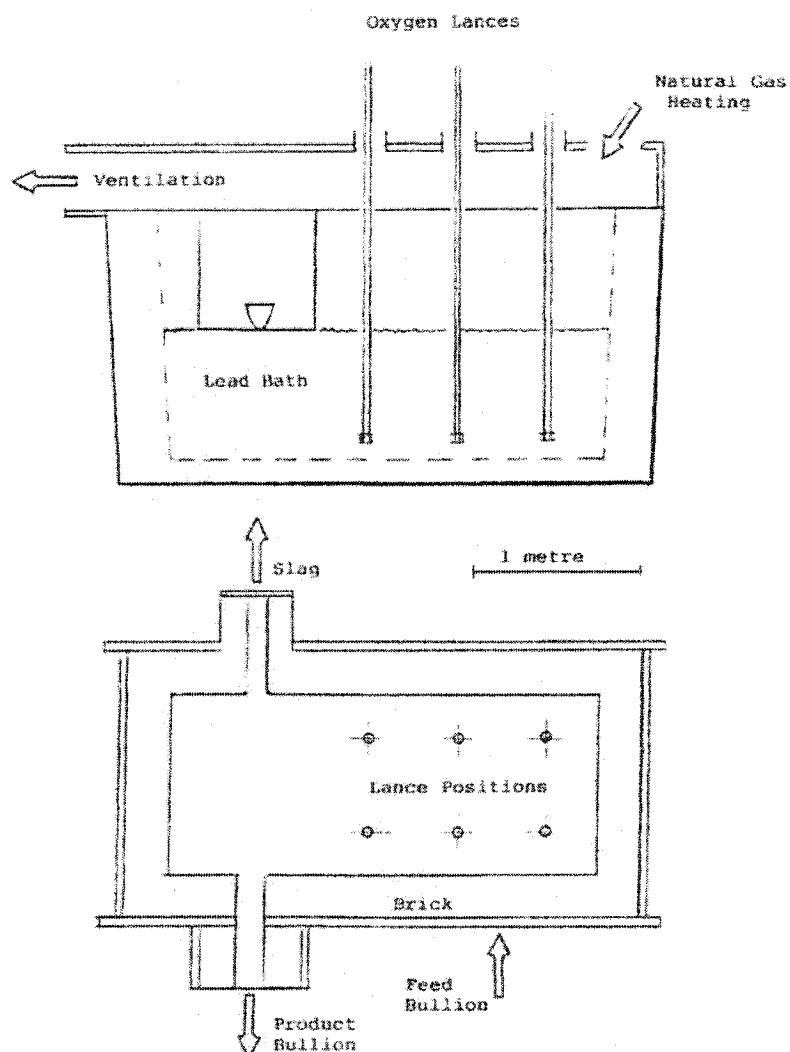 Oxygen Lances
Natural Gas
Heating
Ventilation
Lead Bath
Slag
1 metre
Lance Positions
Brick
Feed
Bullion
Product
Bullion